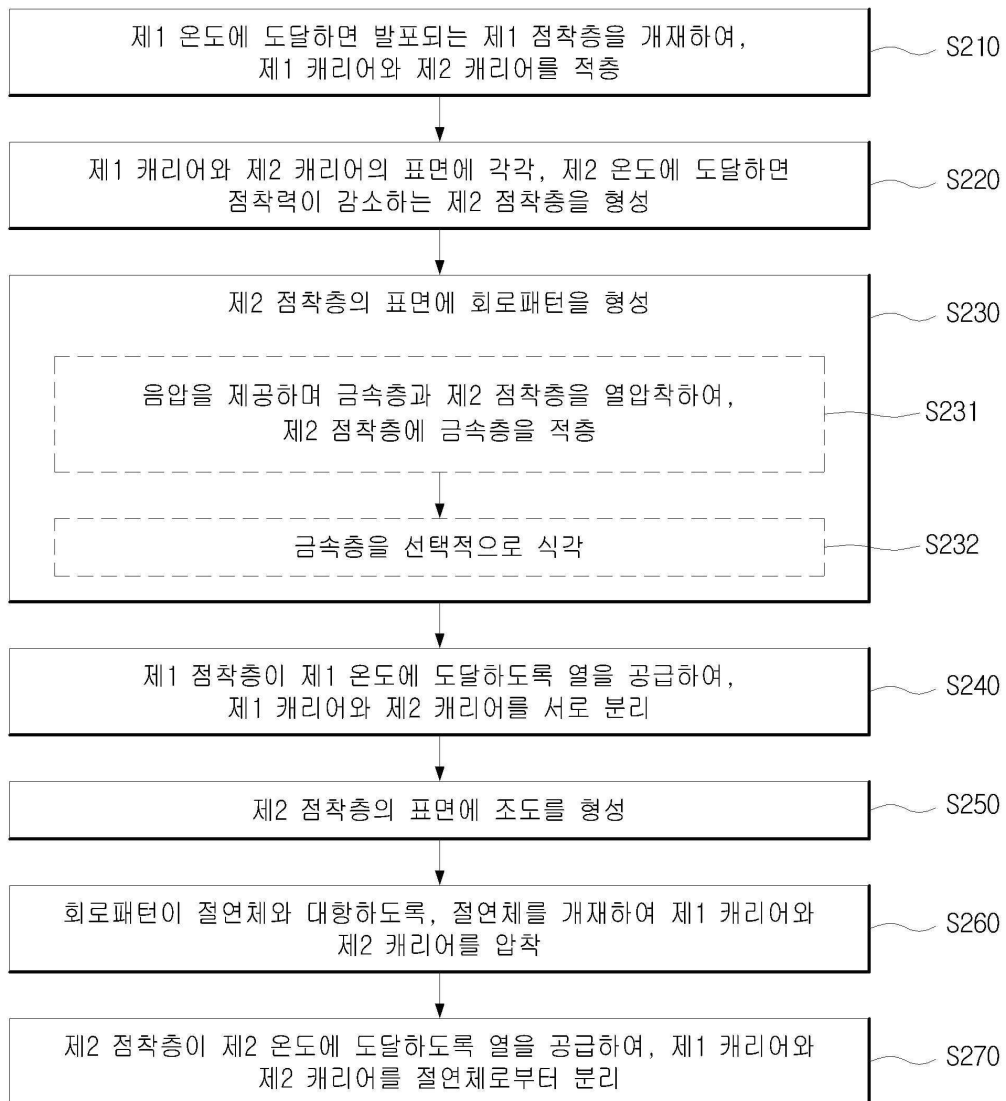 제1 온도에 도달하면 발포되는 제1 점착층을 개재하여,
제1 캐리어와 제2 캐리어를 적층
S210
제1 캐리어와 제2 캐리어의 표면에 각각, 제2 온도에 도달하면
점착력이 감소하는 제2 점착층을 형성
S220
제2 점착층의 표면에 회로패턴을 형성
S230
음압을 제공하며 금속층과 제2 점착층을 열압착하여,
제2 점착층에 금속층을 적층
S231
금속층을 선택적으로 식각
S232
제1 점착층이 제1 온도에 도달하도록 열을 공급하여,
제1 캐리어와 제2 캐리어를 서로 분리
S240
제2 점착층의 표면에 조도를 형성
S250
회로패턴이 절연체와 대향하도록, 절연체를 개재하여 제1 캐리어와
제2 캐리어를 압착
S260
제2 점착층이 제2 온도에 도달하도록 열을 공급하여, 제1 캐리어와
제2 캐리어를 절연체로부터 분리
S270